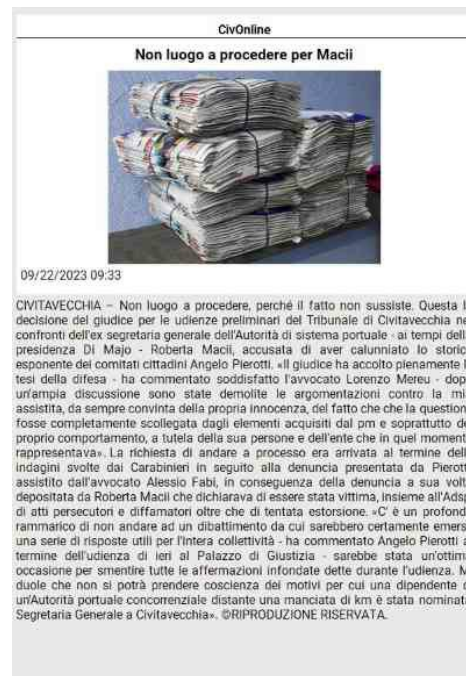 CivOnline
Non luogo a procedere per Macii
09/22/2023 09:33
CIVITAVECCHIA – Non luogo a procedere, perché il fatto non sussiste. Questa l
decisione del giudice per le udienze preliminari del Tribunale di Civitavecchia ne
confronti dell'ex segretaria generale dell'Autorità di sistema portuale - ai tempi dell
presidenza Di Majo - Roberta Macii, accusata di aver calunniato lo storic
esponente dei comitati cittadini Angelo Pierotti. «Il giudice ha accolto pienamente l
tesi della difesa - ha commentato soddisfatto l'avvocato Lorenzo Mereu - dop
un'ampia discussione sono state demolite le argomentazioni contro la mi
assistita, da sempre convinta della propria innocenza, del fatto che che la question
fosse completamente scollegata dagli elementi acquisiti dal pm e soprattutto de
proprio comportamento, a tutela della sua persona e dell'ente che in quel moment
rappresentava». La richiesta di andare a processo era arrivata al termine dell
indagini svolte dai Carabinieri in seguito alla denuncia presentata da Pierott
assistito dall'avvocato Alessio Fabi, in conseguenza della denuncia a sua volt
depositata da Roberta Macii che dichiarava di essere stata vittima, insieme all'Adsp
di atti persecutori e diffamatori oltre che di tentata estorsione. «C' è un profond
rammarico di non andare ad un dibattimento da cui sarebbero certamente emers
una serie di risposte utili per l'intera collettività - ha commentato Angelo Pierotti a
termine dell'udienza di ieri al Palazzo di Giustizia - sarebbe stata un'ottim
occasione per smentire tutte le affermazioni infondate dette durante l'udienza. M
duole che non si potrà prendere coscienza dei motivi per cui una dipendente d
un'Autorità portuale concorrenziale distante una manciata di km è stata nominat
Segretaria Generale a Civitavecchia». ©RIPRODUZIONE RISERVATA.